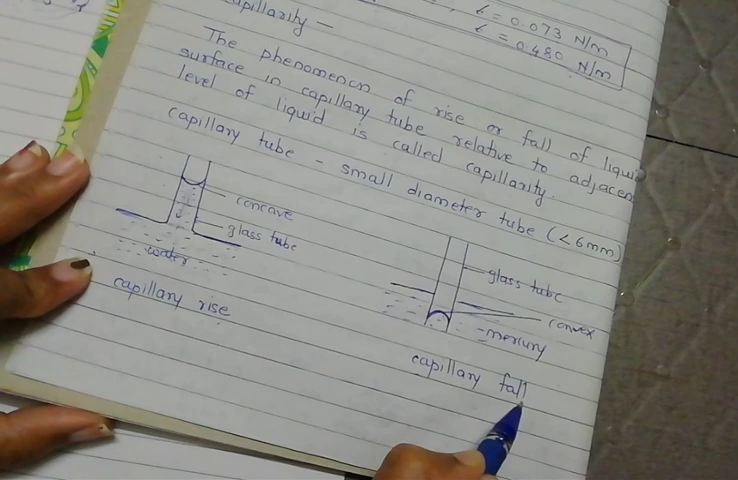 capillarity -
σ = 0.073 N/m
σ = 0.480 N/m
The phenomenon of rise or fall of liquid
surface in capillary tube relative to adjacen
level of liquid is called capillarity.
capillary tube - small diameter tube (<6mm)
concave
glass tube
water
capillary rise
glass tube
convex
mercury
capillary fall